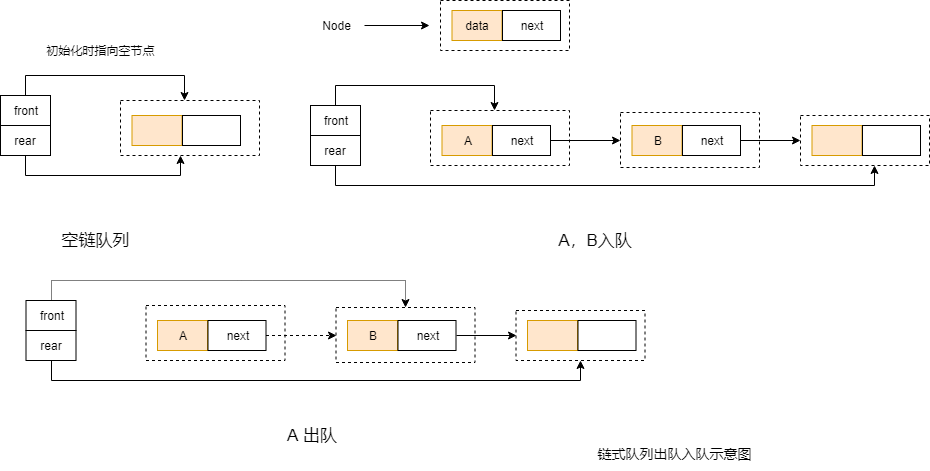 Node
data next
初始化时指向空节点
front
rear
空链队列
front
rear
A next
B next
A，B入队
front
rear
A next
B next
A 出队
链式队列出队入队示意图